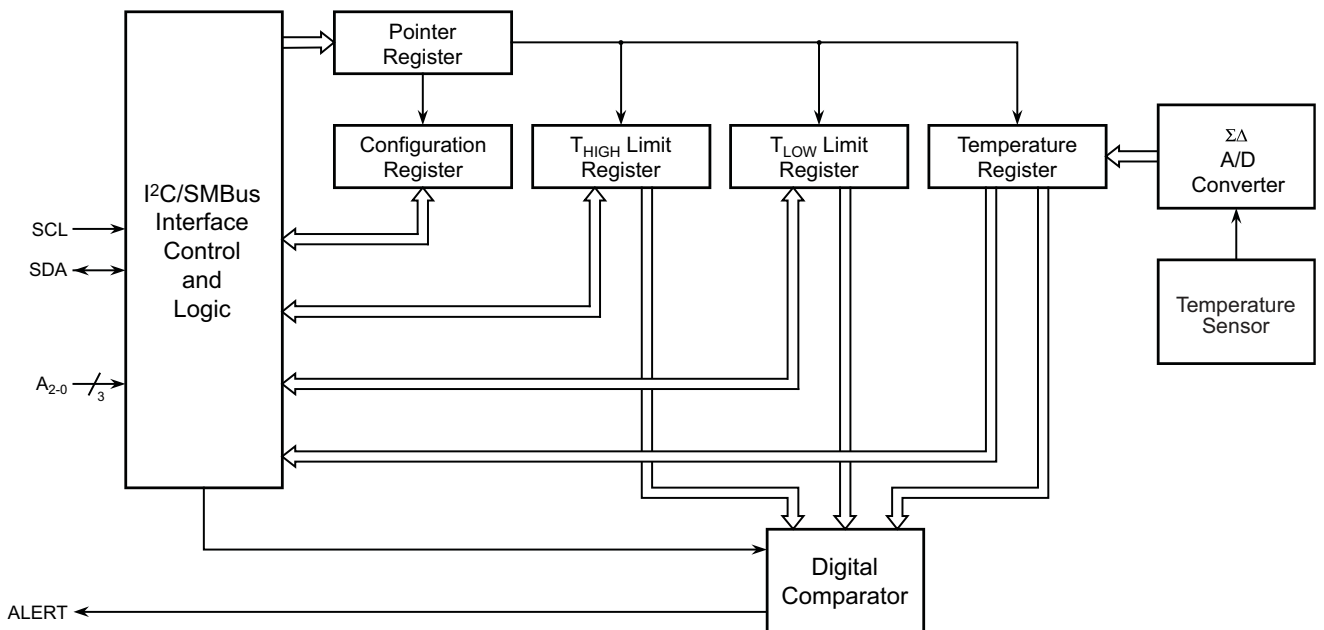 Pointer
Register
Configuration
Register
T_HIGH Limit
Register
T_LOW Limit
Register
Temperature
Register
ΣΔ
A/D
Converter
Temperature
Sensor
I²C/SMBus
Interface
Control
and
Logic
SCL
SDA
A₂₋₀
3
Digital
Comparator
ALERT